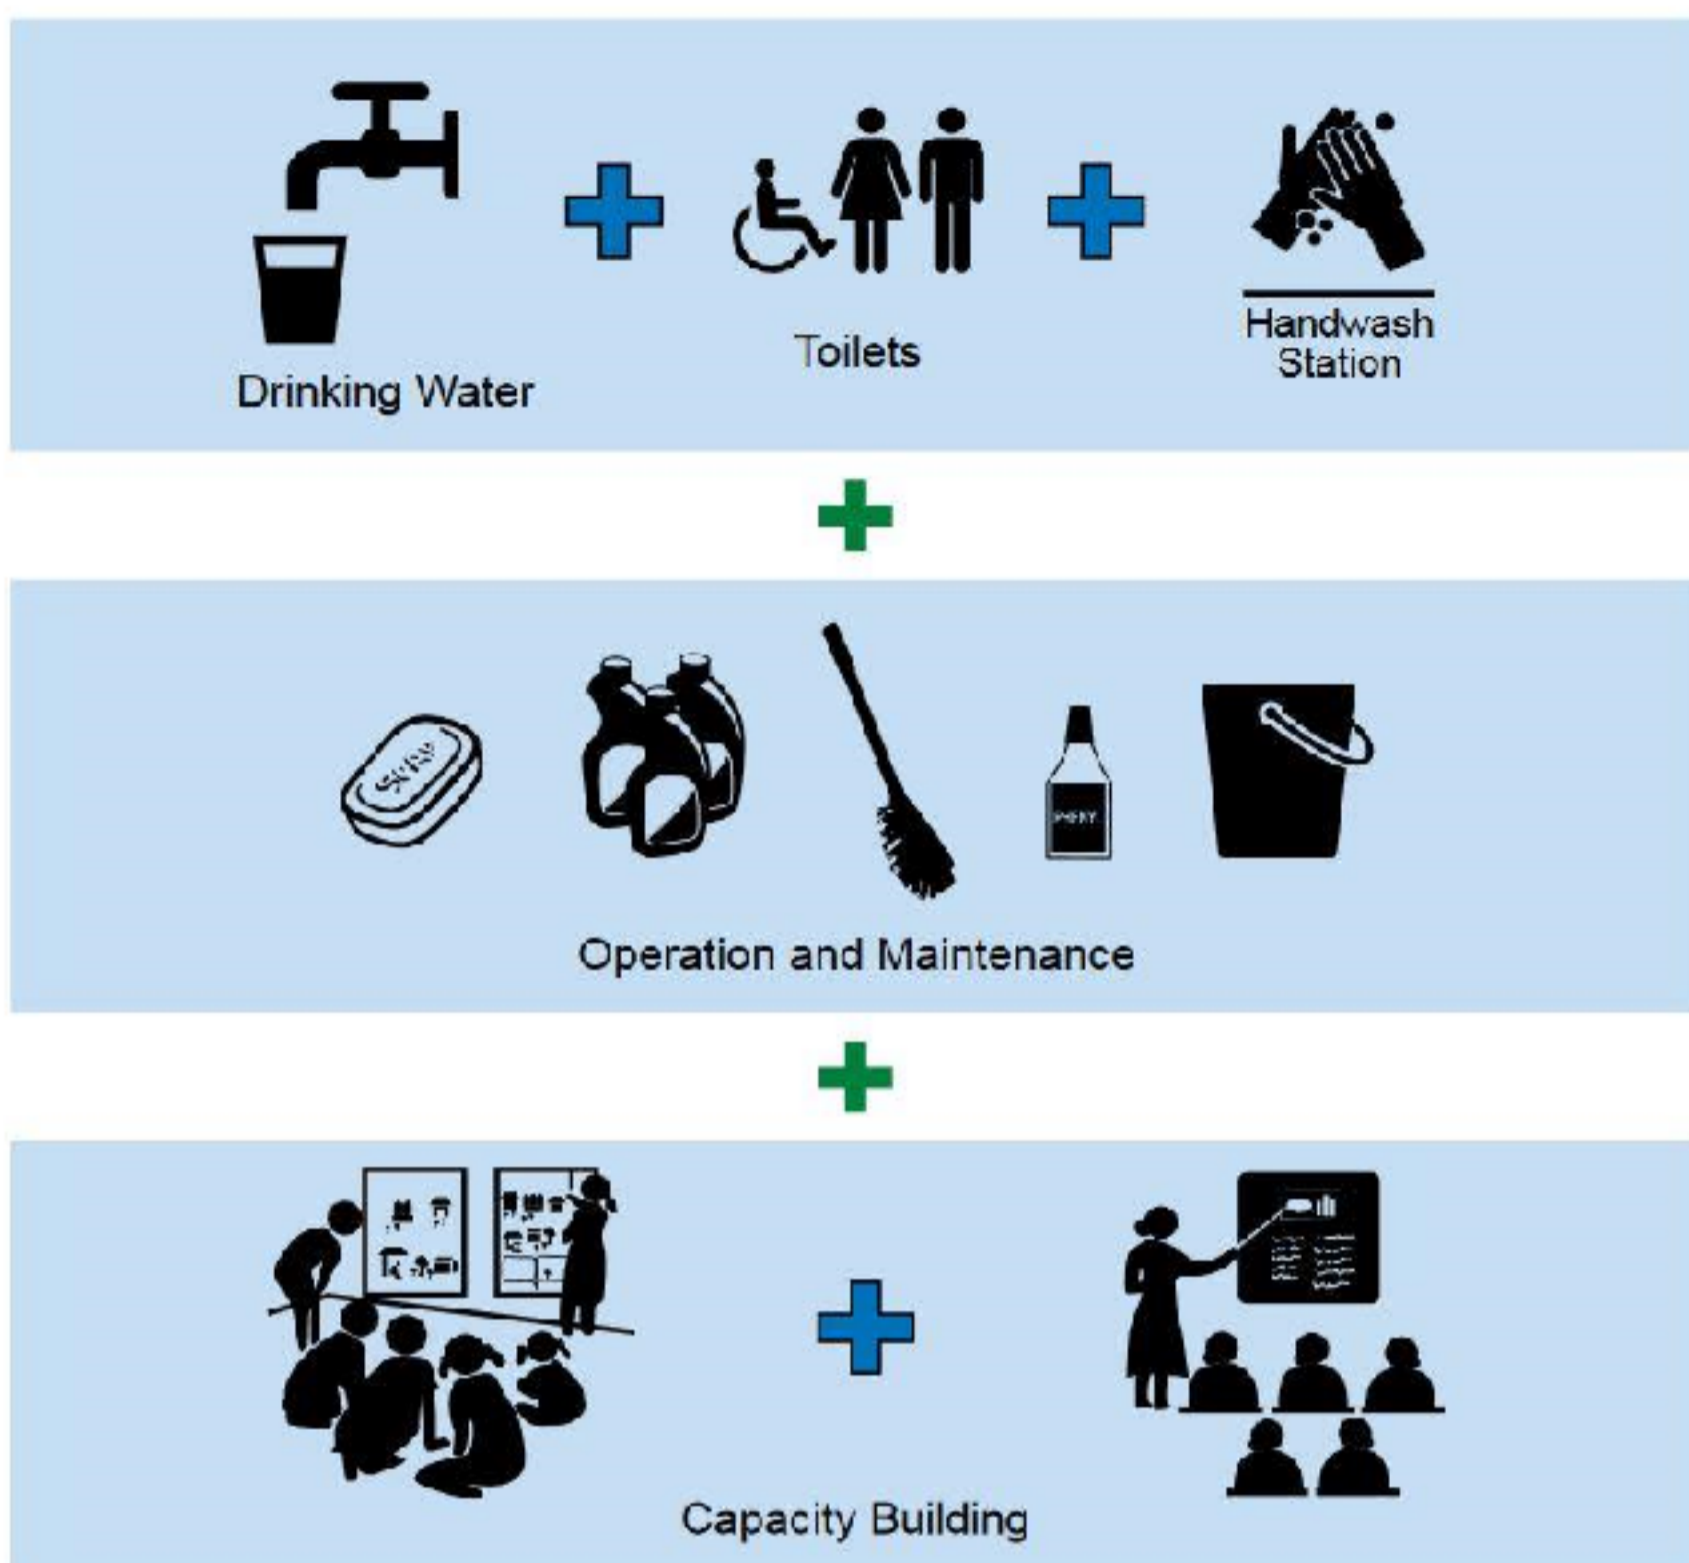 Drinking Water
Toilets
Handwash
Station
Operation and Maintenance
Capacity Building